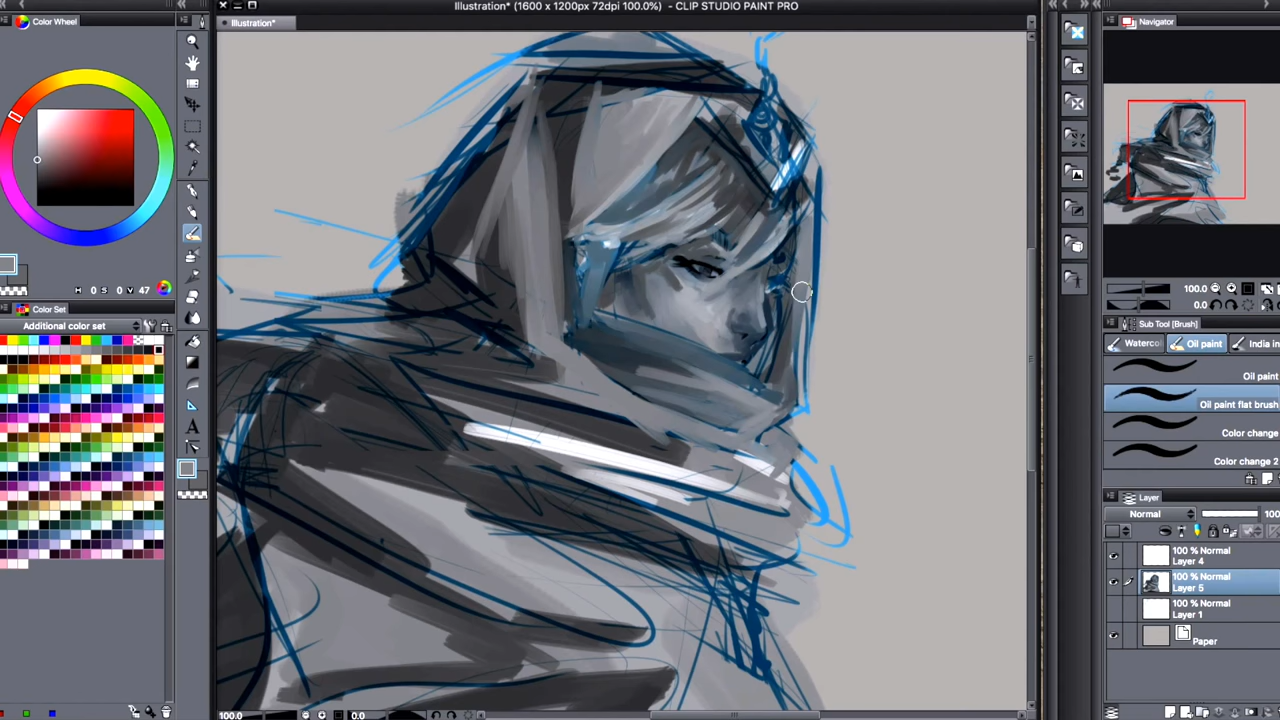 Illustration* (1600 x 1200px 72dpi 100.0%) - CLIP STUDIO PAINT PRO
Color Wheel
Illustration*
Navigator
H 0 S 0 V 47
Color Set
Additional color set
100.0
0.0
Sub Tool [Brush]
Watercol
Oil paint
India in
Oil paint
Oil paint flat brush
Color change
Color change 2
Layer
Normal
100
100 % Normal
Layer 4
100 % Normal
Layer 5
100 % Normal
Layer 1
Paper
100.0
0.0